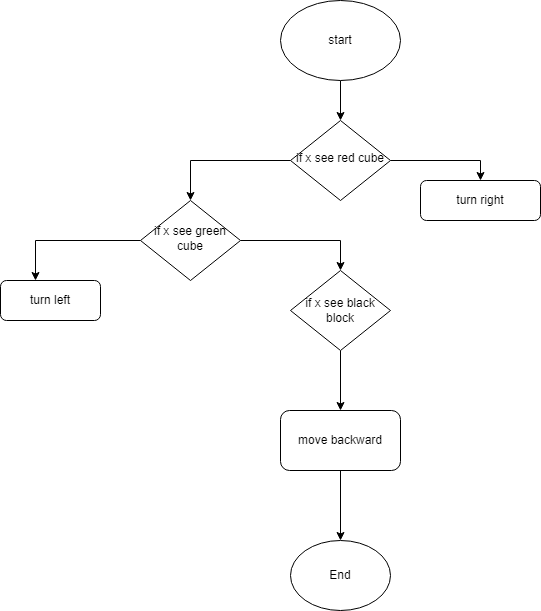 start
if x see red cube
turn right
if x see green
cube
turn left
if x see black
block
move backward
End